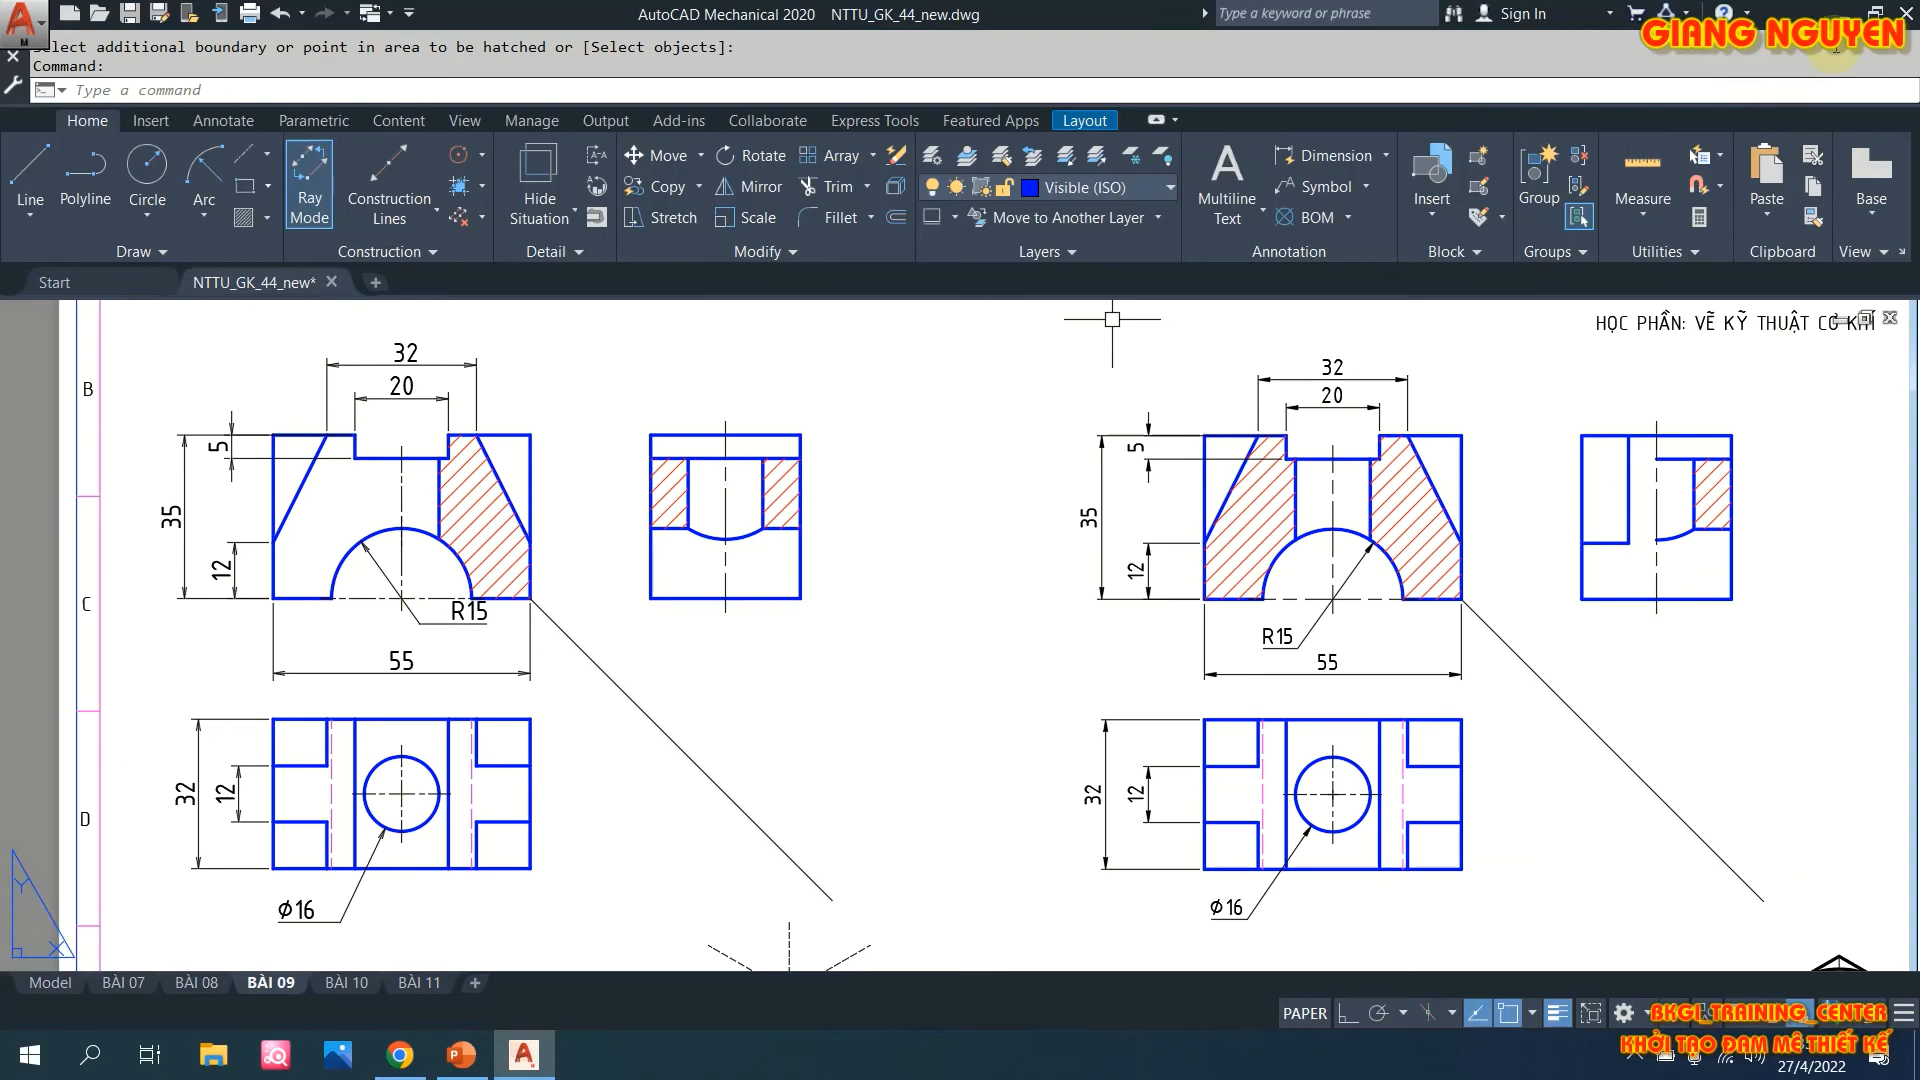 AutoCAD Mechanical 2020 NTTU_GK_44_new.dwg
Type a keyword or phrase
Sign In
GIANG NGUYEN
Select additional boundary or point in area to be hatched or [Select objects]:
Command:
Type a command
Home Insert Annotate Parametric Content View Manage Output Add-ins Collaborate Express Tools Featured Apps Layout
Line
Polyline
Circle
Arc
Draw
Ray Mode
Construction Lines
Construction
Hide Situation
Detail
Move Rotate Array
Copy Mirror Trim
Stretch Scale Fillet
Modify
Visible (ISO)
Move to Another Layer
Layers
Multiline Text
Dimension
Symbol
BOM
Annotation
Insert
Block
Group
Groups
Measure
Utilities
Paste
Clipboard
Base
View
Start NTTU_GK_44_new*
HỌC PHẦN: VẼ KỸ THUẬT CƠ KHÍ
B
C
D
32
20
5
35
12
R15
55
32
12
Ø16
32
20
5
35
12
R15
55
32
12
Ø16
Y
X
Model BÀI 07 BÀI 08 BÀI 09 BÀI 10 BÀI 11
PAPER
BKGI_TRAINING_CENTER
KHỞI TẠO ĐAM MÊ THIẾT KẾ
27/4/2022